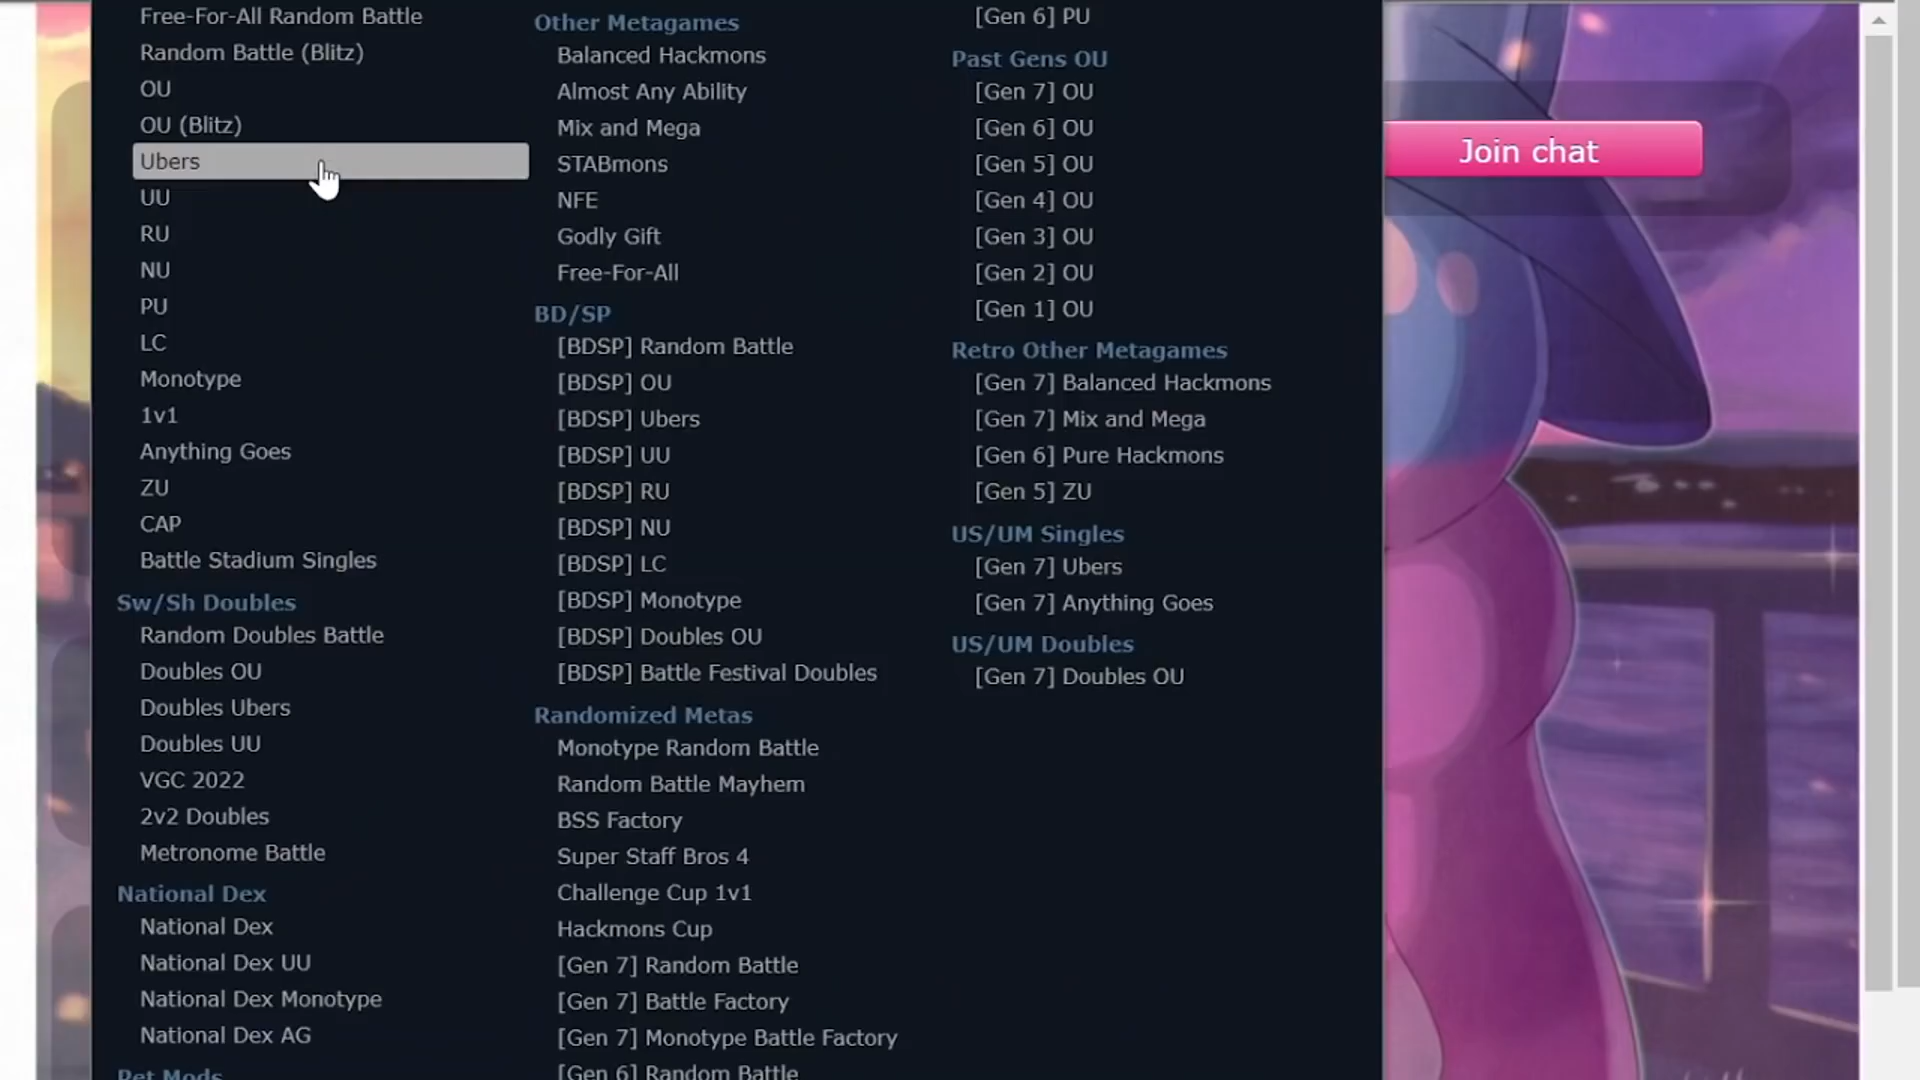 Free-For-All Random Battle
Random Battle (Blitz)
OU
OU (Blitz)
Ubers
UU
RU
NU
PU
LC
Monotype
1v1
Anything Goes
ZU
CAP
Battle Stadium Singles
Sw/Sh Doubles
Random Doubles Battle
Doubles OU
Doubles Ubers
Doubles UU
VGC 2022
2v2 Doubles
Metronome Battle
National Dex
National Dex
National Dex UU
National Dex Monotype
National Dex AG
Pet Mods
Other Metagames
Balanced Hackmons
Almost Any Ability
Mix and Mega
STABmons
NFE
Godly Gift
Free-For-All
BD/SP
[BDSP] Random Battle
[BDSP] OU
[BDSP] Ubers
[BDSP] UU
[BDSP] RU
[BDSP] NU
[BDSP] LC
[BDSP] Monotype
[BDSP] Doubles OU
[BDSP] Battle Festival Doubles
Randomized Metas
Monotype Random Battle
Random Battle Mayhem
BSS Factory
Super Staff Bros 4
Challenge Cup 1v1
Hackmons Cup
[Gen 7] Random Battle
[Gen 7] Battle Factory
[Gen 7] Monotype Battle Factory
[Gen 6] Random Battle
[Gen 6] PU
Past Gens OU
[Gen 7] OU
[Gen 6] OU
[Gen 5] OU
[Gen 4] OU
[Gen 3] OU
[Gen 2] OU
[Gen 1] OU
Retro Other Metagames
[Gen 7] Balanced Hackmons
[Gen 7] Mix and Mega
[Gen 6] Pure Hackmons
[Gen 5] ZU
US/UM Singles
[Gen 7] Ubers
[Gen 7] Anything Goes
US/UM Doubles
[Gen 7] Doubles OU
Join chat